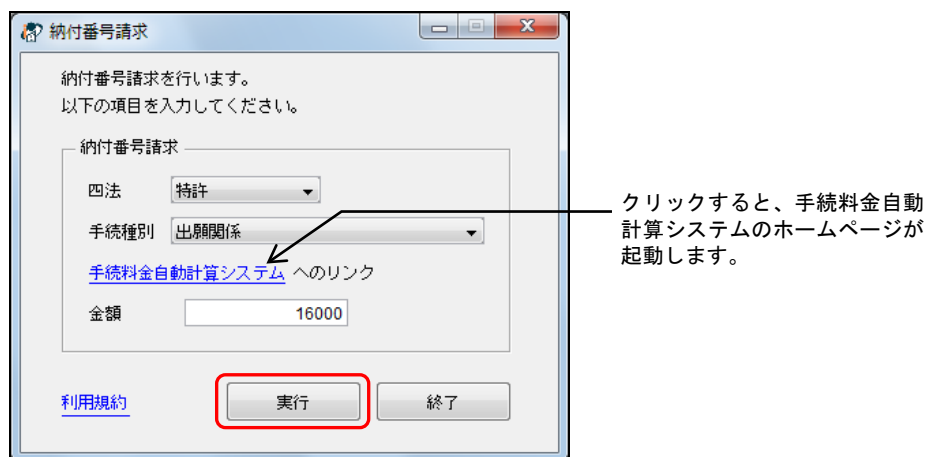 納付番号請求
納付番号請求を行います。
以下の項目を入力してください。
納付番号請求
四法 特許
手続種別 出願関係
手続料金自動計算システム へのリンク
金額 16000
利用規約 実行 終了
クリックすると、手続料金自動
計算システムのホームページが
起動します。